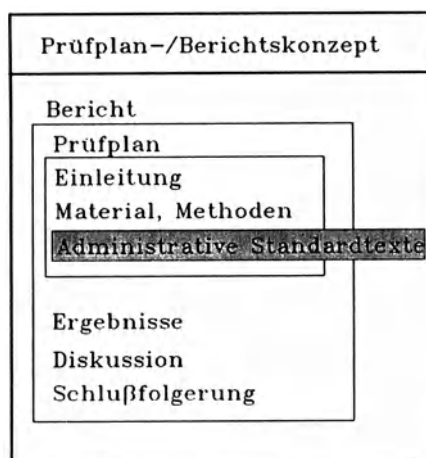 Prüfplan-/Berichtskonzept
Bericht
Prüfplan
Einleitung
Material, Methoden
Administrative Standardtexte
Ergebnisse
Diskussion
Schlußfolgerung